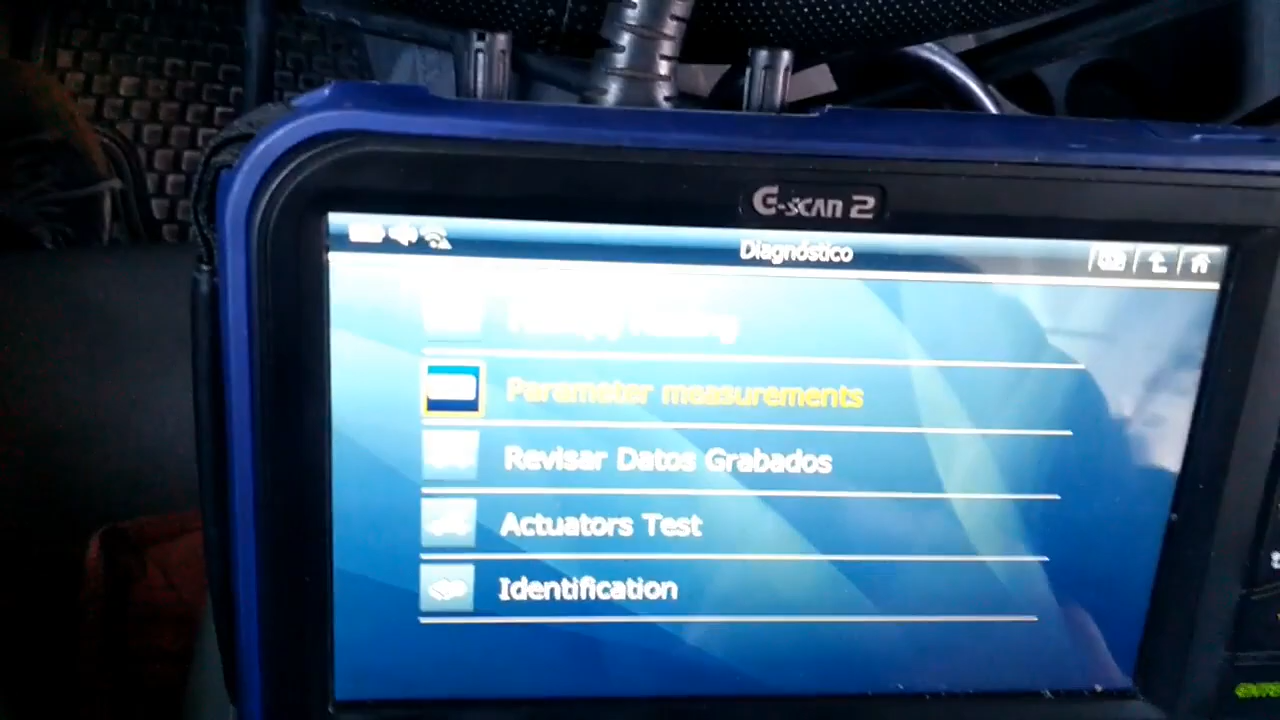 G-scan 2
Diagnóstico
Parameter measurements
Revisar Datos Grabados
Actuators Test
Identification